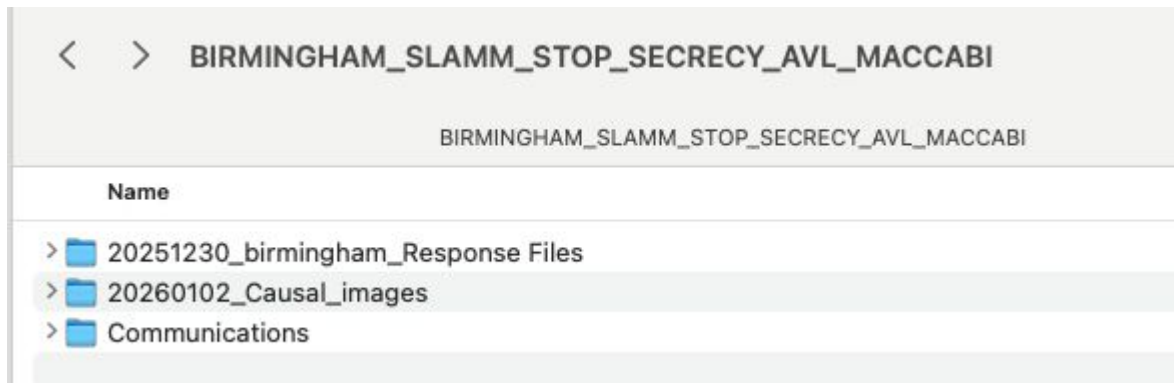 BIRMINGHAM_SLAMM_STOP_SECRECY_AVL_MACCABI
BIRMINGHAM_SLAMM_STOP_SECRECY_AVL_MACCABI
Name
20251230_birmingham_Response Files
20260102_Causal_images
Communications